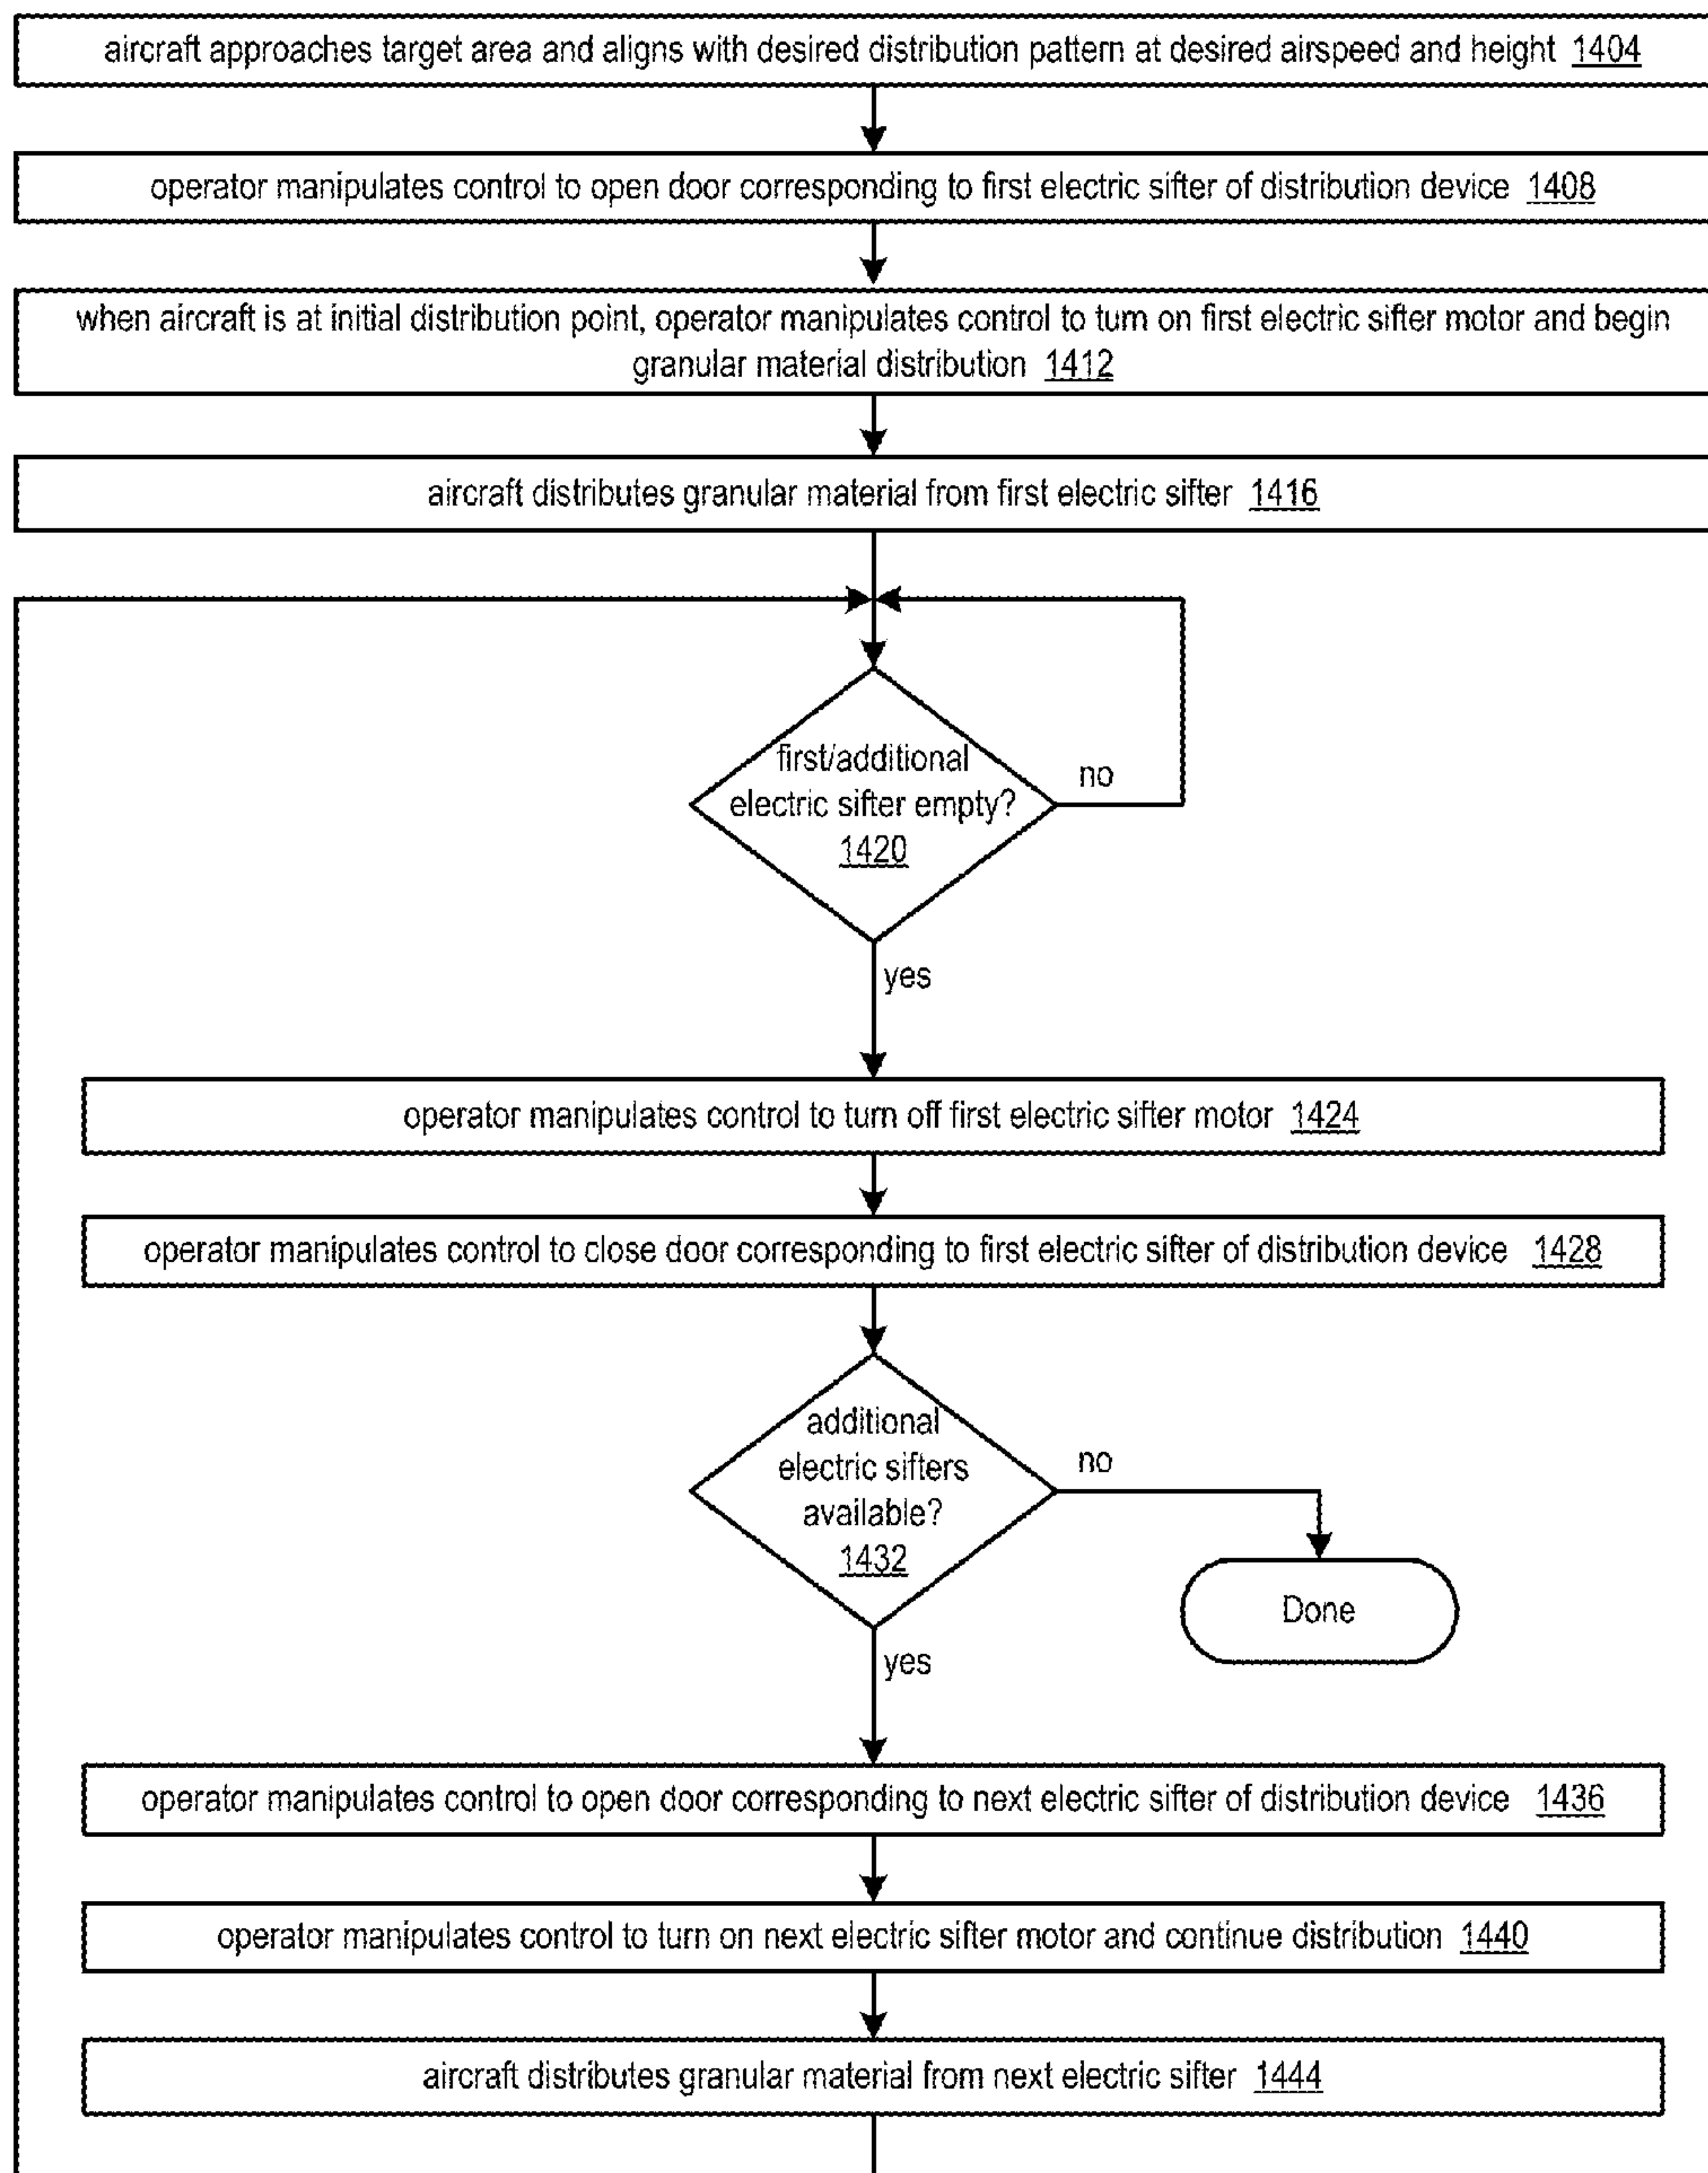 aircraft approaches target area and aligns with desired distribution pattern at desired airspeed and height 1404
operator manipulates control to open door corresponding to first electric sifter of distribution device 1408
when aircraft is at initial distribution point, operator manipulates control to turn on first electric sifter motor and begin
granular material distribution 1412
aircraft distributes granular material from first electric sifter 1416
first/additional
electric sifter empty?
1420
no
yes
operator manipulates control to turn off first electric sifter motor 1424
operator manipulates control to close door corresponding to first electric sifter of distribution device 1428
additional
electric sifters
available?
1432
no
Done
yes
operator manipulates control to open door corresponding to next electric sifter of distribution device 1436
operator manipulates control to turn on next electric sifter motor and continue distribution 1440
aircraft distributes granular material from next electric sifter 1444